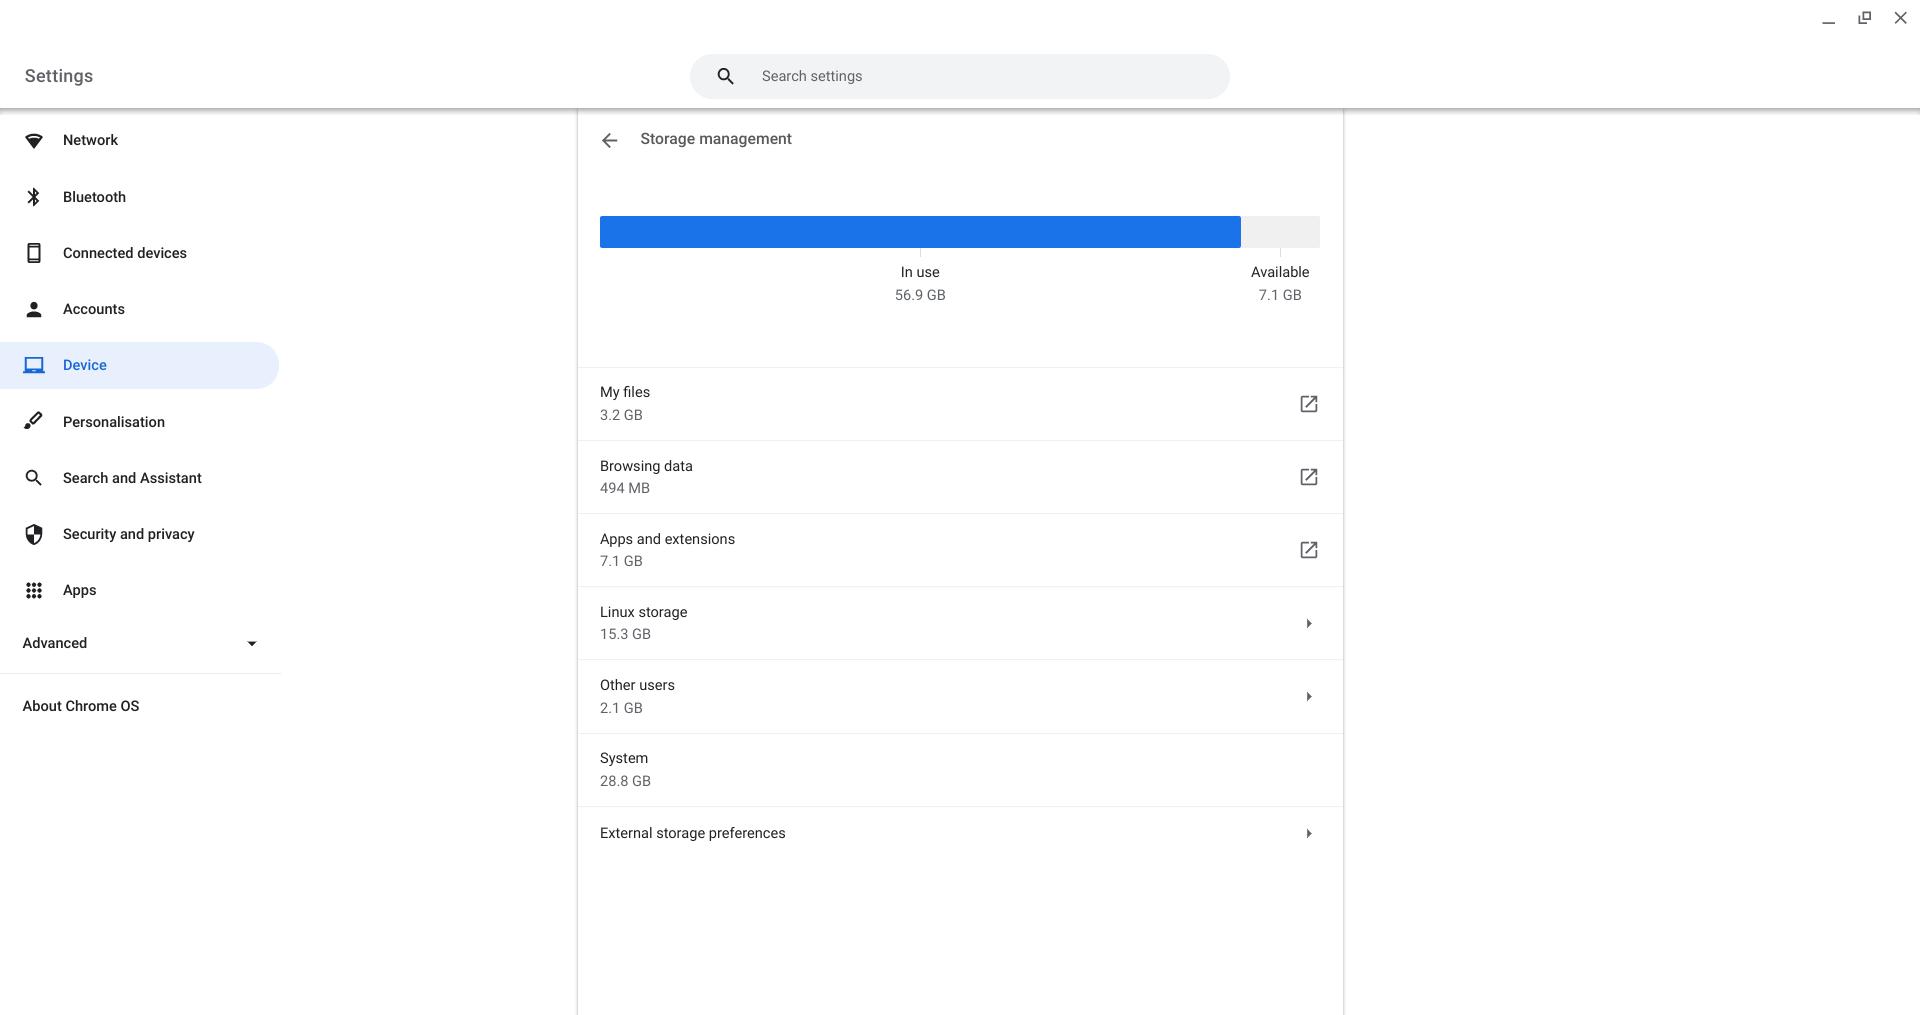 Settings
Search settings
Network
Bluetooth
Connected devices
Accounts
Device
Personalisation
Search and Assistant
Security and privacy
Apps
Advanced
About Chrome OS
Storage management
In use
56.9 GB
Available
7.1 GB
My files
3.2 GB
Browsing data
494 MB
Apps and extensions
7.1 GB
Linux storage
15.3 GB
Other users
2.1 GB
System
28.8 GB
External storage preferences